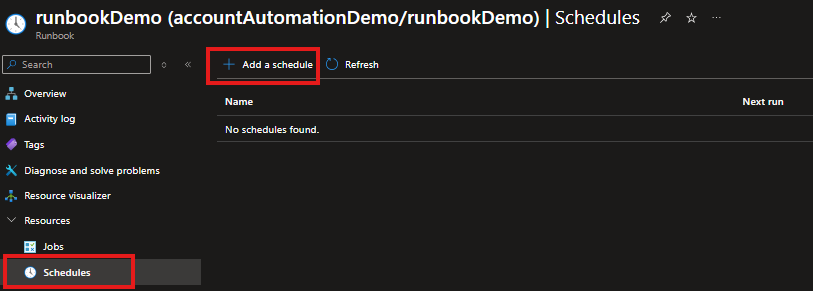 runbookDemo (accountAutomationDemo/runbookDemo) | Schedules
Runbook
Search
Add a schedule
Refresh
Overview
Activity log
Tags
Diagnose and solve problems
Resource visualizer
Resources
Jobs
Schedules
Name
Next run
No schedules found.